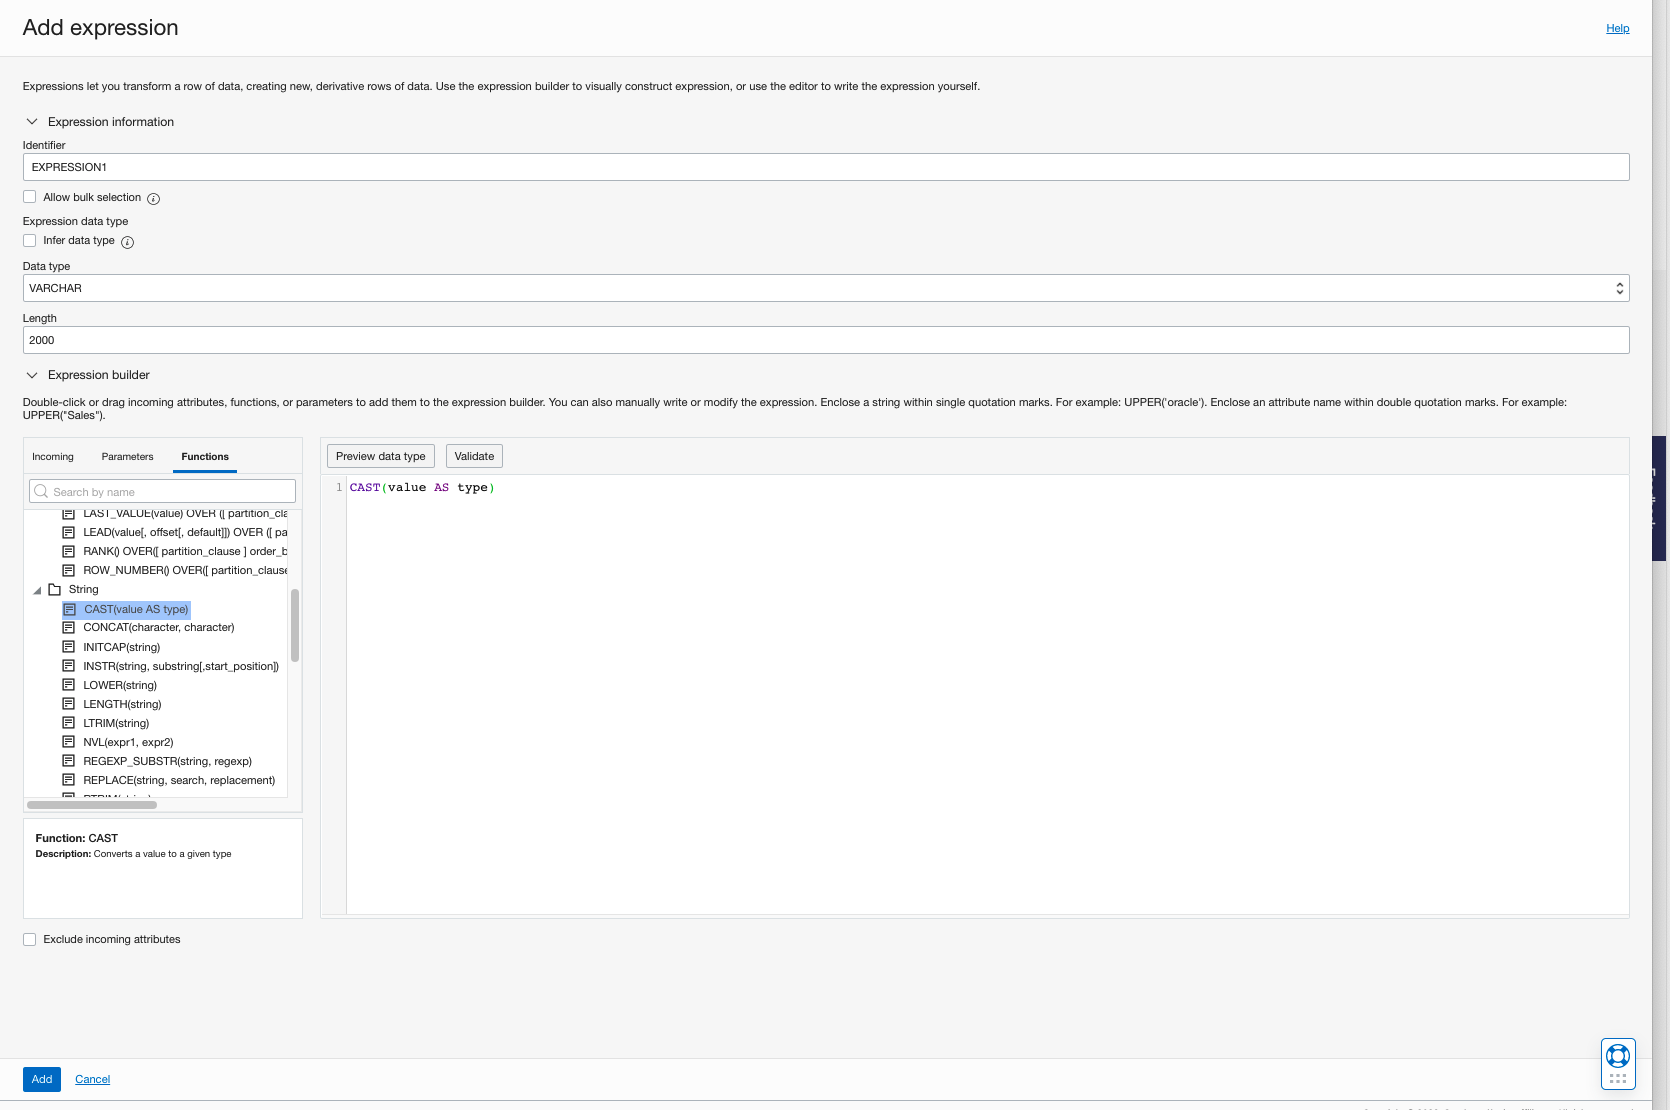 Add expression
Help
Expressions let you transform a row of data, creating new, derivative rows of data. Use the expression builder to visually construct expression, or use the editor to write the expression yourself.
Expression information
Identifier
EXPRESSION1
Allow bulk selection
Expression data type
Infer data type
Data type
VARCHAR
Length
2000
Expression builder
Double-click or drag incoming attributes, functions, or parameters to add them to the expression builder. You can also manually write or modify the expression. Enclose a string within single quotation marks. For example: UPPER('oracle'). Enclose an attribute name within double quotation marks. For example:
UPPER("Sales").
Incoming Parameters Functions
Search by name
LAST_VALUE(value) OVER ([ partition_cla
LEAD(value[, offset[, default]]) OVER ([ pa
RANK() OVER([ partition_clause ] order_b
ROW_NUMBER() OVER([ partition_clause
String
CAST(value AS type)
CONCAT(character, character)
INITCAP(string)
INSTR(string, substring[,start_position])
LOWER(string)
LENGTH(string)
LTRIM(string)
NVL(expr1, expr2)
REGEXP_SUBSTR(string, regexp)
REPLACE(string, search, replacement)
Function: CAST
Description: Converts a value to a given type
Preview data type Validate
1 CAST(value AS type)
Exclude incoming attributes
Add Cancel